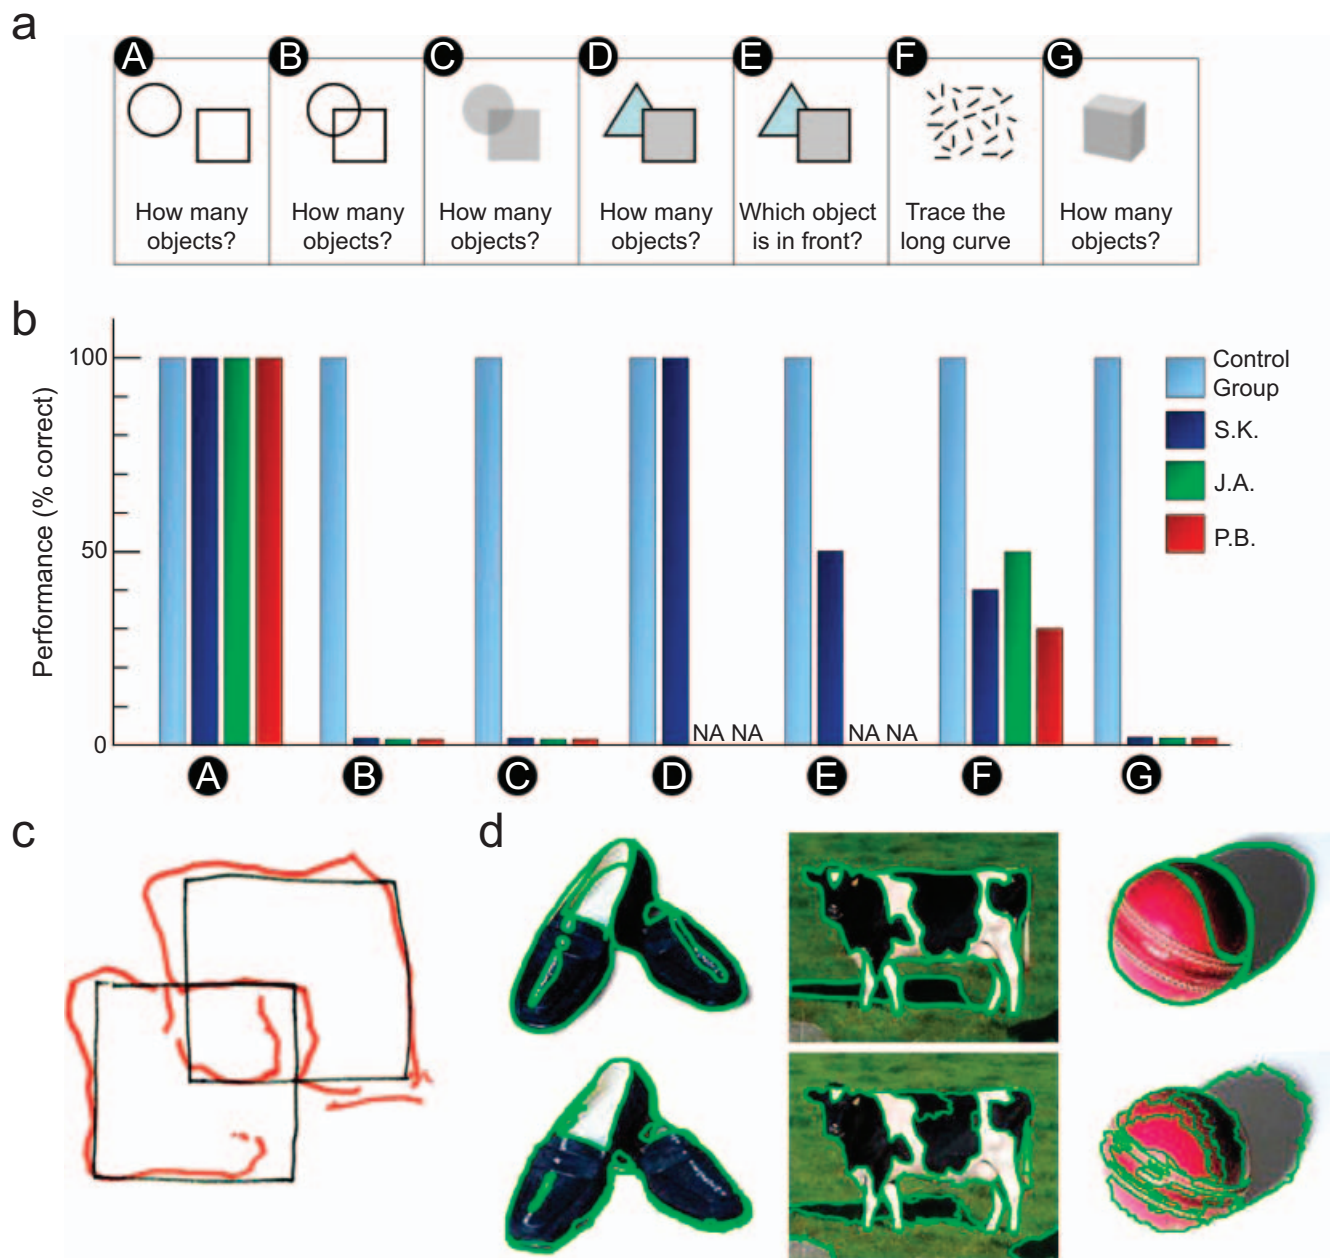 a
A
B
C
D
E
F
G
How many
objects?
How many
objects?
How many
objects?
How many
objects?
Which object
is in front?
Trace the
long curve
How many
objects?
b
Performance (% correct)
100
50
0
Control
Group
S.K.
J.A.
P.B.
NA NA
NA NA
A
B
C
D
E
F
G
c
d